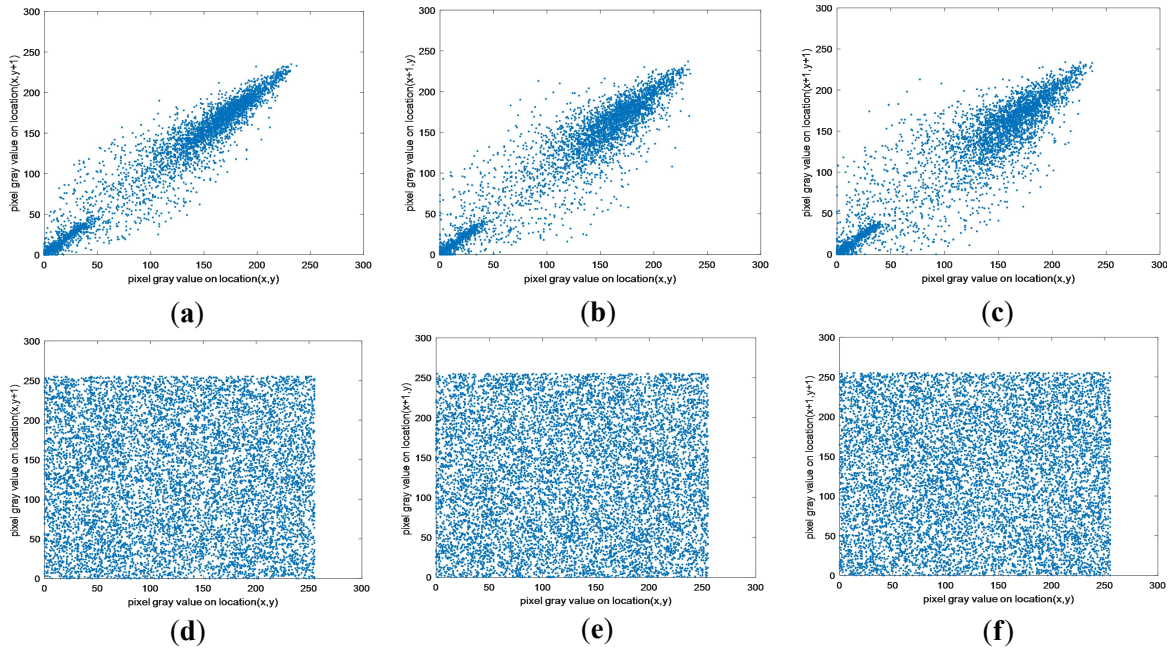 300
250
200
150
100
50
0
pixel gray value on location(x,y+1)
0 50 100 150 200 250 300
pixel gray value on location(x,y)
(a)
300
250
200
150
100
50
0
pixel gray value on location(x+1,y)
0 50 100 150 200 250 300
pixel gray value on location(x,y)
(b)
300
250
200
150
100
50
0
pixel gray value on location(x+1,y+1)
0 50 100 150 200 250 300
pixel gray value on location(x,y)
(c)
300
250
200
150
100
50
0
pixel gray value on location(x,y+1)
0 50 100 150 200 250 300
pixel gray value on location(x,y)
(d)
300
250
200
150
100
50
0
pixel gray value on location(x+1,y)
0 50 100 150 200 250 300
pixel gray value on location(x,y)
(e)
300
250
200
150
100
50
0
pixel gray value on location(x+1,y+1)
0 50 100 150 200 250 300
pixel gray value on location(x,y)
(f)